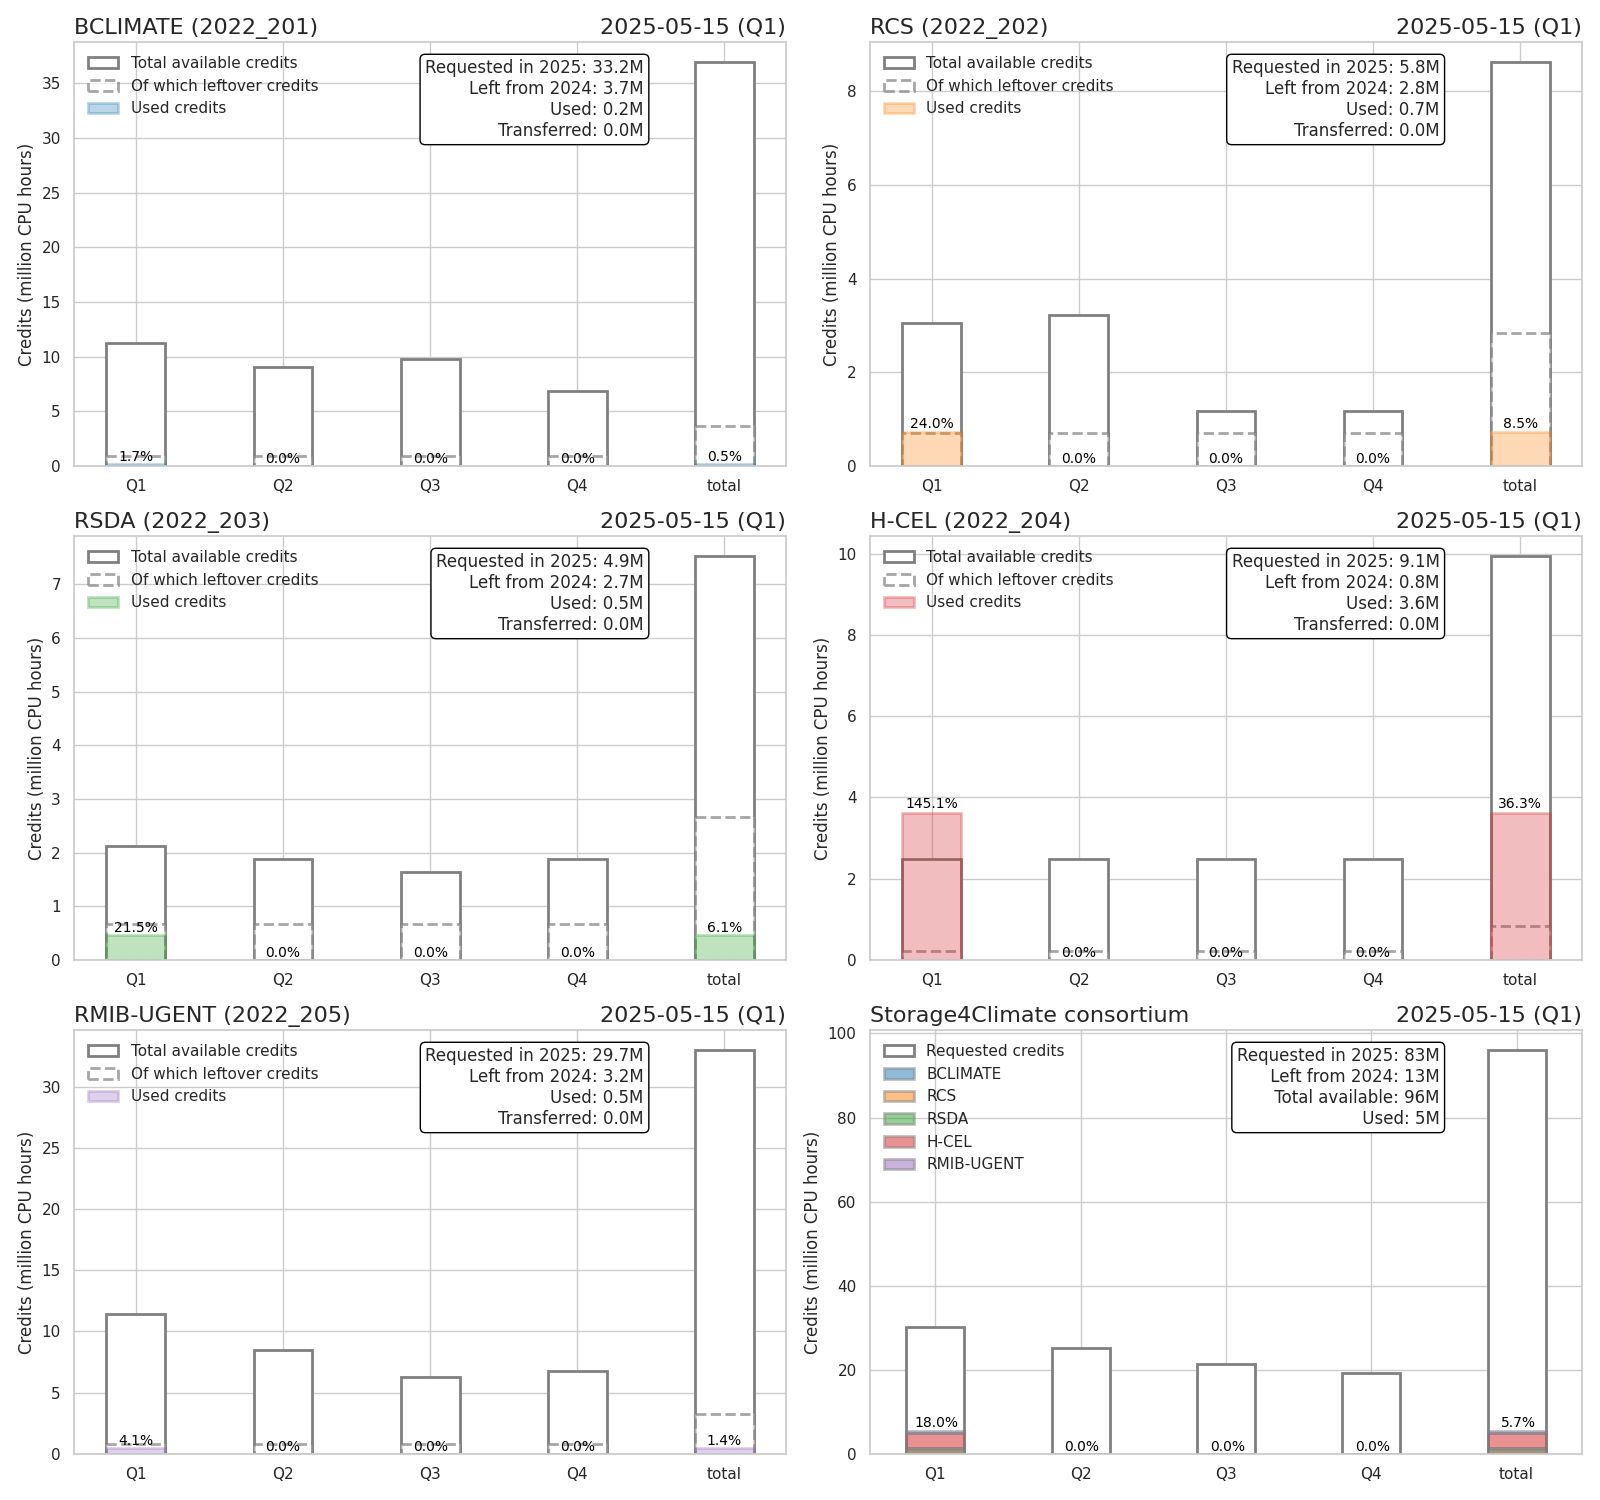 BCLIMATE (2022_201)
2025-05-15 (Q1)
Total available credits
Of which leftover credits
Used credits
Requested in 2025: 33.2M
Left from 2024: 3.7M
Used: 0.2M
Transferred: 0.0M
Credits (million CPU hours)
35
30
25
20
15
10
5
0
1.7%
0.0%
0.0%
0.0%
0.5%
Q1
Q2
Q3
Q4
total
RCS (2022_202)
2025-05-15 (Q1)
Total available credits
Of which leftover credits
Used credits
Requested in 2025: 5.8M
Left from 2024: 2.8M
Used: 0.7M
Transferred: 0.0M
Credits (million CPU hours)
8
6
4
2
0
24.0%
0.0%
0.0%
0.0%
8.5%
Q1
Q2
Q3
Q4
total
RSDA (2022_203)
2025-05-15 (Q1)
Total available credits
Of which leftover credits
Used credits
Requested in 2025: 4.9M
Left from 2024: 2.7M
Used: 0.5M
Transferred: 0.0M
Credits (million CPU hours)
7
6
5
4
3
2
1
0
21.5%
0.0%
0.0%
0.0%
6.1%
Q1
Q2
Q3
Q4
total
H-CEL (2022_204)
2025-05-15 (Q1)
Total available credits
Of which leftover credits
Used credits
Requested in 2025: 9.1M
Left from 2024: 0.8M
Used: 3.6M
Transferred: 0.0M
Credits (million CPU hours)
10
8
6
4
2
0
145.1%
0.0%
0.0%
0.0%
36.3%
Q1
Q2
Q3
Q4
total
RMIB-UGENT (2022_205)
2025-05-15 (Q1)
Total available credits
Of which leftover credits
Used credits
Requested in 2025: 29.7M
Left from 2024: 3.2M
Used: 0.5M
Transferred: 0.0M
Credits (million CPU hours)
30
25
20
15
10
5
0
4.1%
0.0%
0.0%
0.0%
1.4%
Q1
Q2
Q3
Q4
total
Storage4Climate consortium
2025-05-15 (Q1)
Requested credits
BCLIMATE
RCS
RSDA
H-CEL
RMIB-UGENT
Requested in 2025: 83M
Left from 2024: 13M
Total available: 96M
Used: 5M
Credits (million CPU hours)
100
80
60
40
20
0
18.0%
0.0%
0.0%
0.0%
5.7%
Q1
Q2
Q3
Q4
total